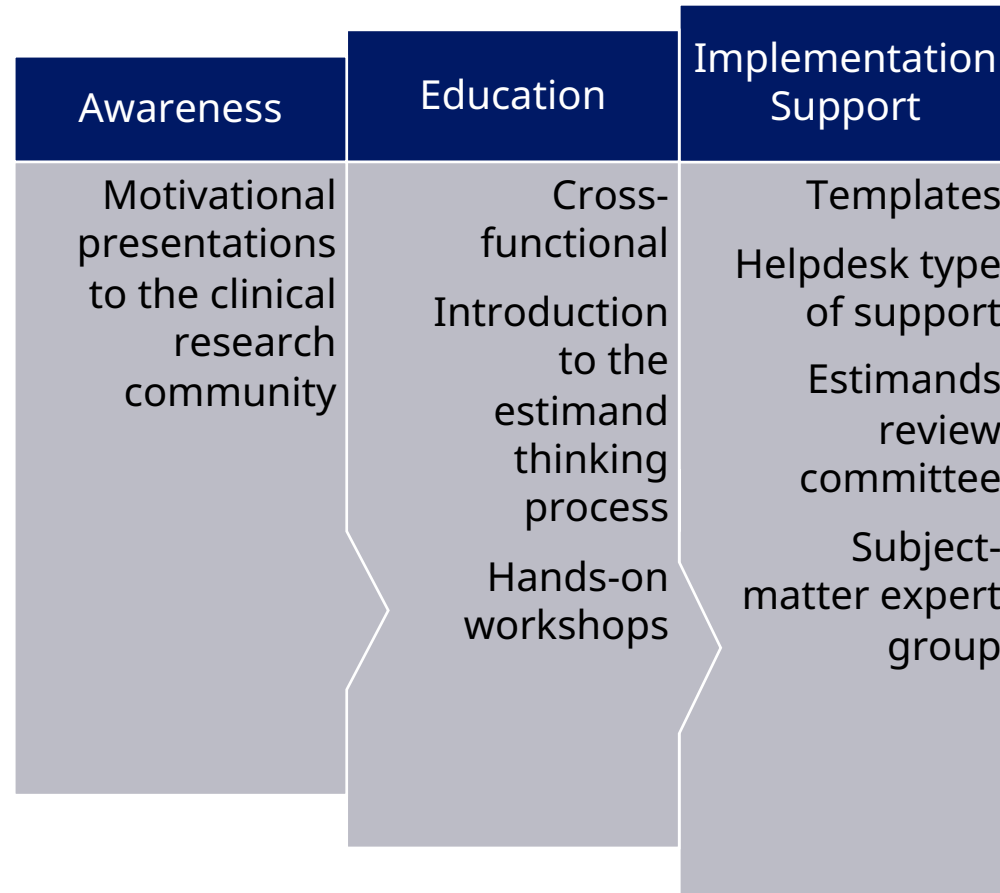 Awareness
Motivational
presentations
to the clinical
research
community
Education
Cross-
functional
Introduction
to the
estimand
thinking
process
Hands-on
workshops
Implementation
Support
Templates
Helpdesk type
of support
Estimands
review
committee
Subject-
matter expert
group